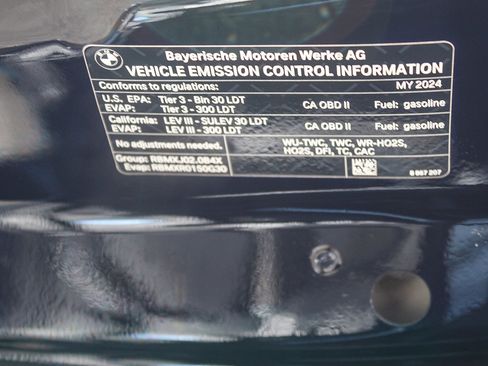 BMW
Bayerische Motoren Werke AG
VEHICLE EMISSION CONTROL INFORMATION
Conforms to regulations: MY 2024
U.S. EPA: Tier 3 - Bin 30 LDT CA OBD II Fuel: gasoline
EVAP: Tier 3 - 300 LDT
California: LEV III - SULEV 30 LDT CA OBD II Fuel: gasoline
EVAP: LEV III - 300 LDT
No adjustments needed. WU-TWC, TWC, WR-HO2S,
HO2S, DFI, TC, CAC
Group: RBMXJ02.0B4X
Evap: RBMXR0150G30
8 857 207